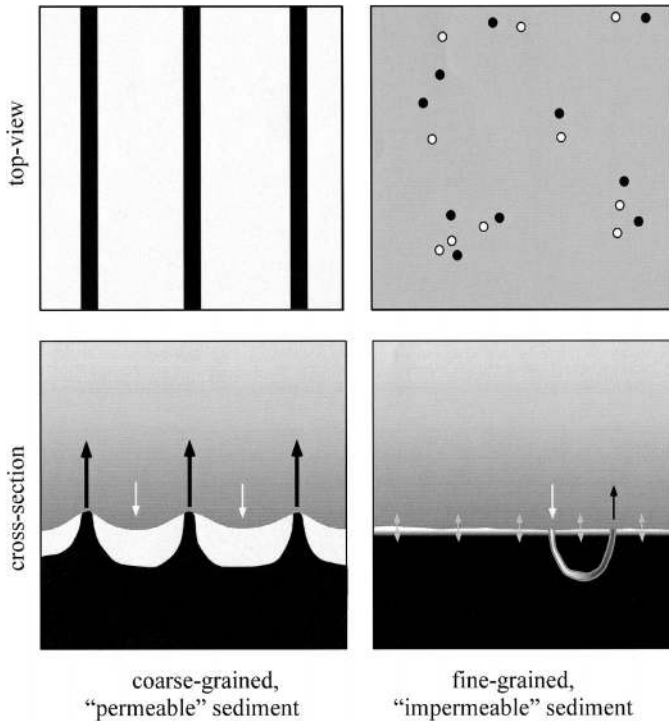 top-view
cross-section
coarse-grained,
“permeable” sediment
fine-grained,
“impermeable” sediment